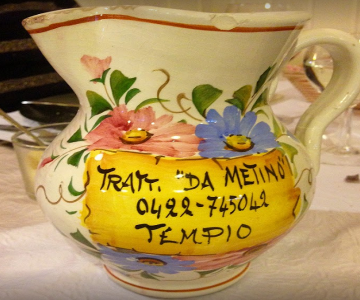 TRATT. "DA METINO"
0422-745042
TEMPIO